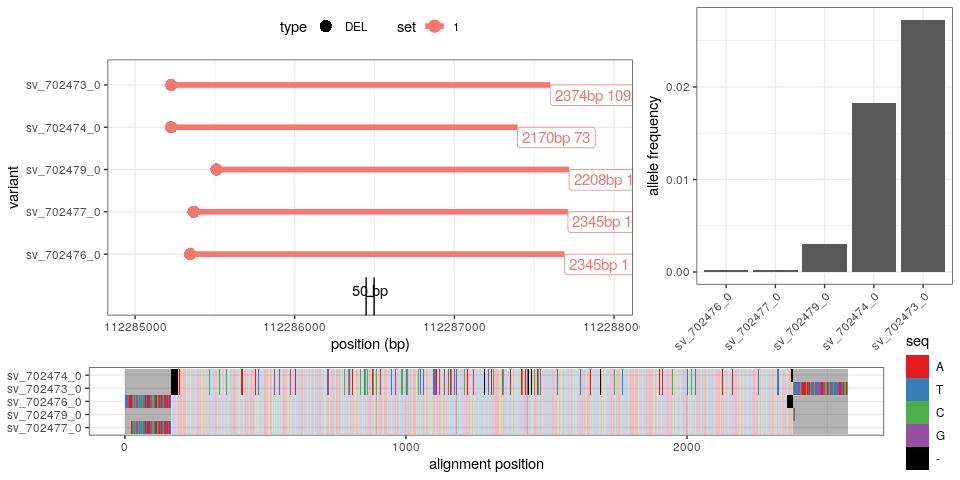 type DEL set 1
sv_702473_0
sv_702474_0
sv_702479_0
sv_702477_0
sv_702476_0
variant
2374bp 109
2170bp 73
2208bp 1
2345bp 1
2345bp 1
50 bp
112285000 112286000 112287000
position (bp)
allele frequency
0.02
0.01
0.00
sv_702476_0
sv_702477_0
sv_702479_0
sv_702474_0
sv_702473_0
sv_702474_0
sv_702473_0
sv_702476_0
sv_702479_0
sv_702477_0
0 1000 2000
alignment position
seq
A
T
C
G
-